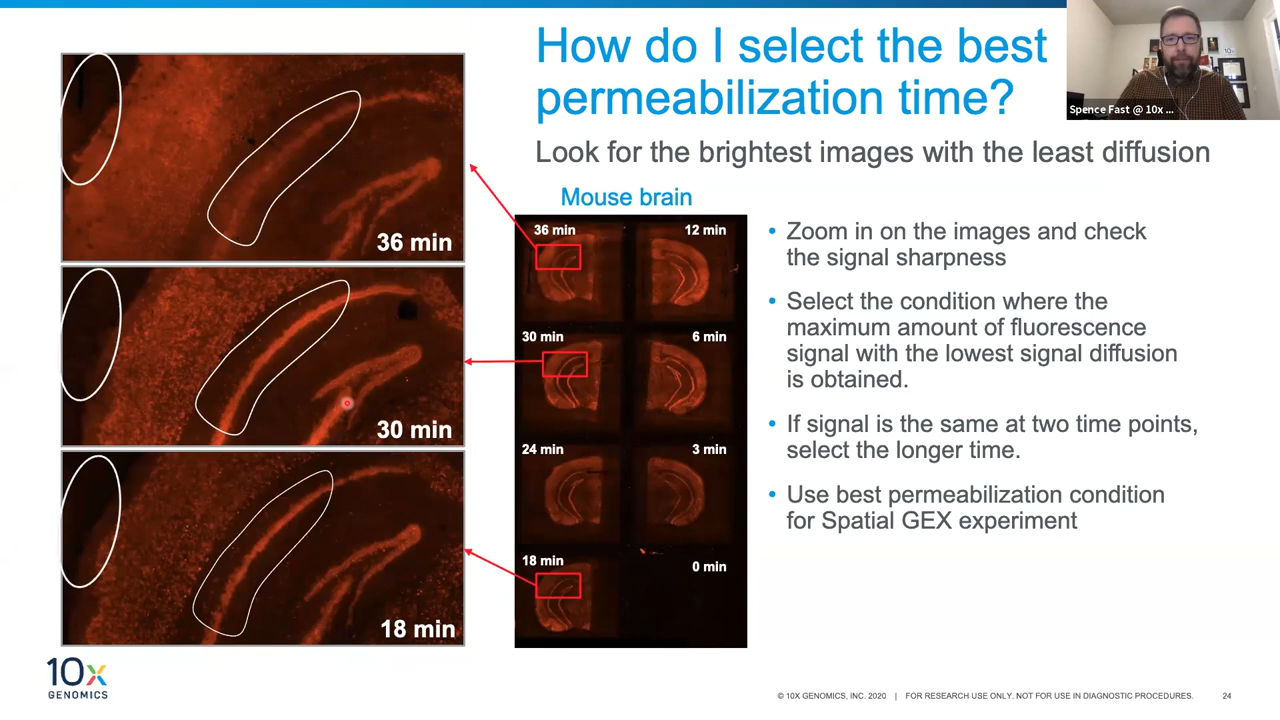 How do I select the best
permeabilization time?
Spence Fast @ 10x ...
Look for the brightest images with the least diffusion
Mouse brain
36 min
30 min
18 min
36 min
12 min
30 min
6 min
24 min
3 min
18 min
0 min
• Zoom in on the images and check
the signal sharpness
• Select the condition where the
maximum amount of fluorescence
signal with the lowest signal diffusion
is obtained.
• If signal is the same at two time points,
select the longer time.
• Use best permeabilization condition
for Spatial GEX experiment
10x
GENOMICS
© 10X GENOMICS, INC. 2020 | FOR RESEARCH USE ONLY. NOT FOR USE IN DIAGNOSTIC PROCEDURES. 24